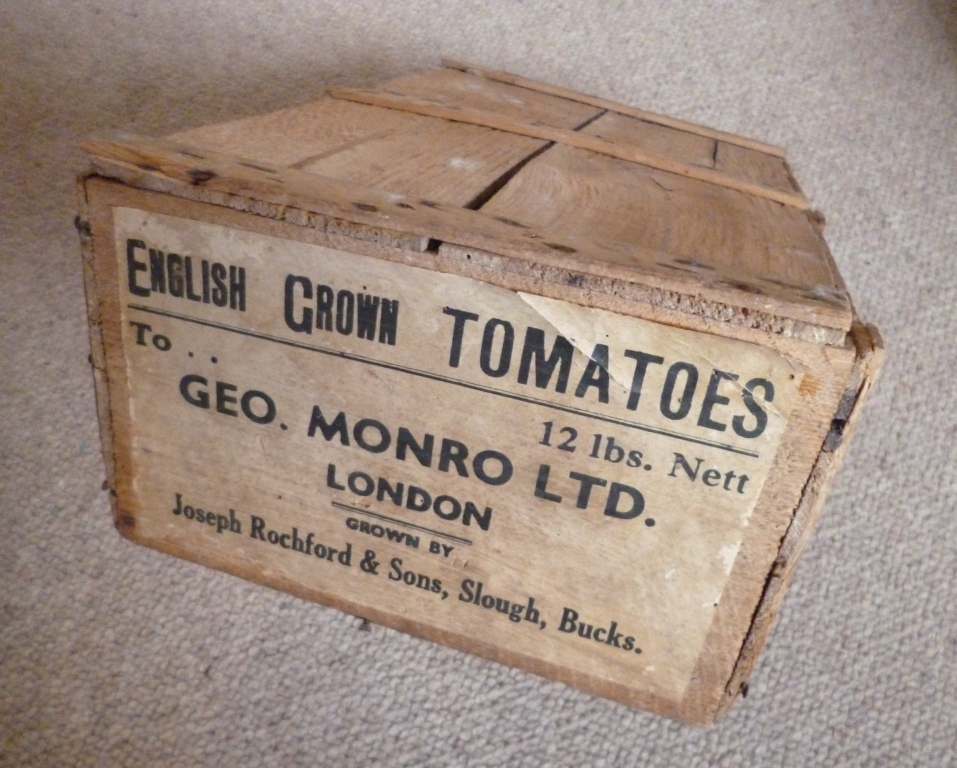 ENGLISH GROWN TOMATOES
To . .
12 lbs. Nett
GEO. MONRO LTD.
LONDON
GROWN BY
Joseph Rochford & Sons, Slough, Bucks.